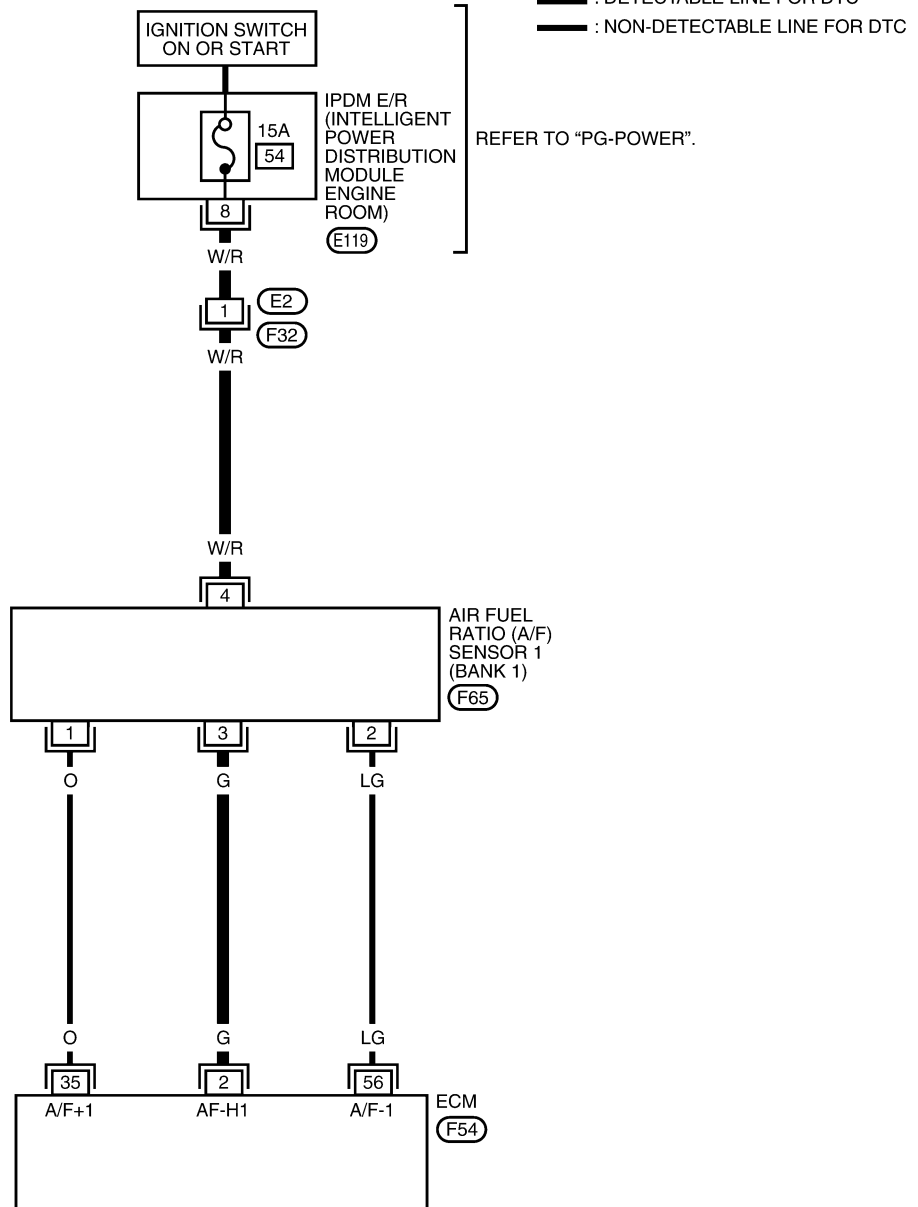 : DETECTABLE LINE FOR DTC
: NON-DETECTABLE LINE FOR DTC
IGNITION SWITCH
ON OR START
IPDM E/R
(INTELLIGENT
POWER
DISTRIBUTION
MODULE
ENGINE
ROOM)
E119
15A
54
REFER TO “PG-POWER”.
8
W/R
1
E2
F32
W/R
W/R
4
AIR FUEL
RATIO (A/F)
SENSOR 1
(BANK 1)
F65
1 3 2
O G LG
O G LG
35 2 56
A/F+1 AF-H1 A/F-1
ECM
F54